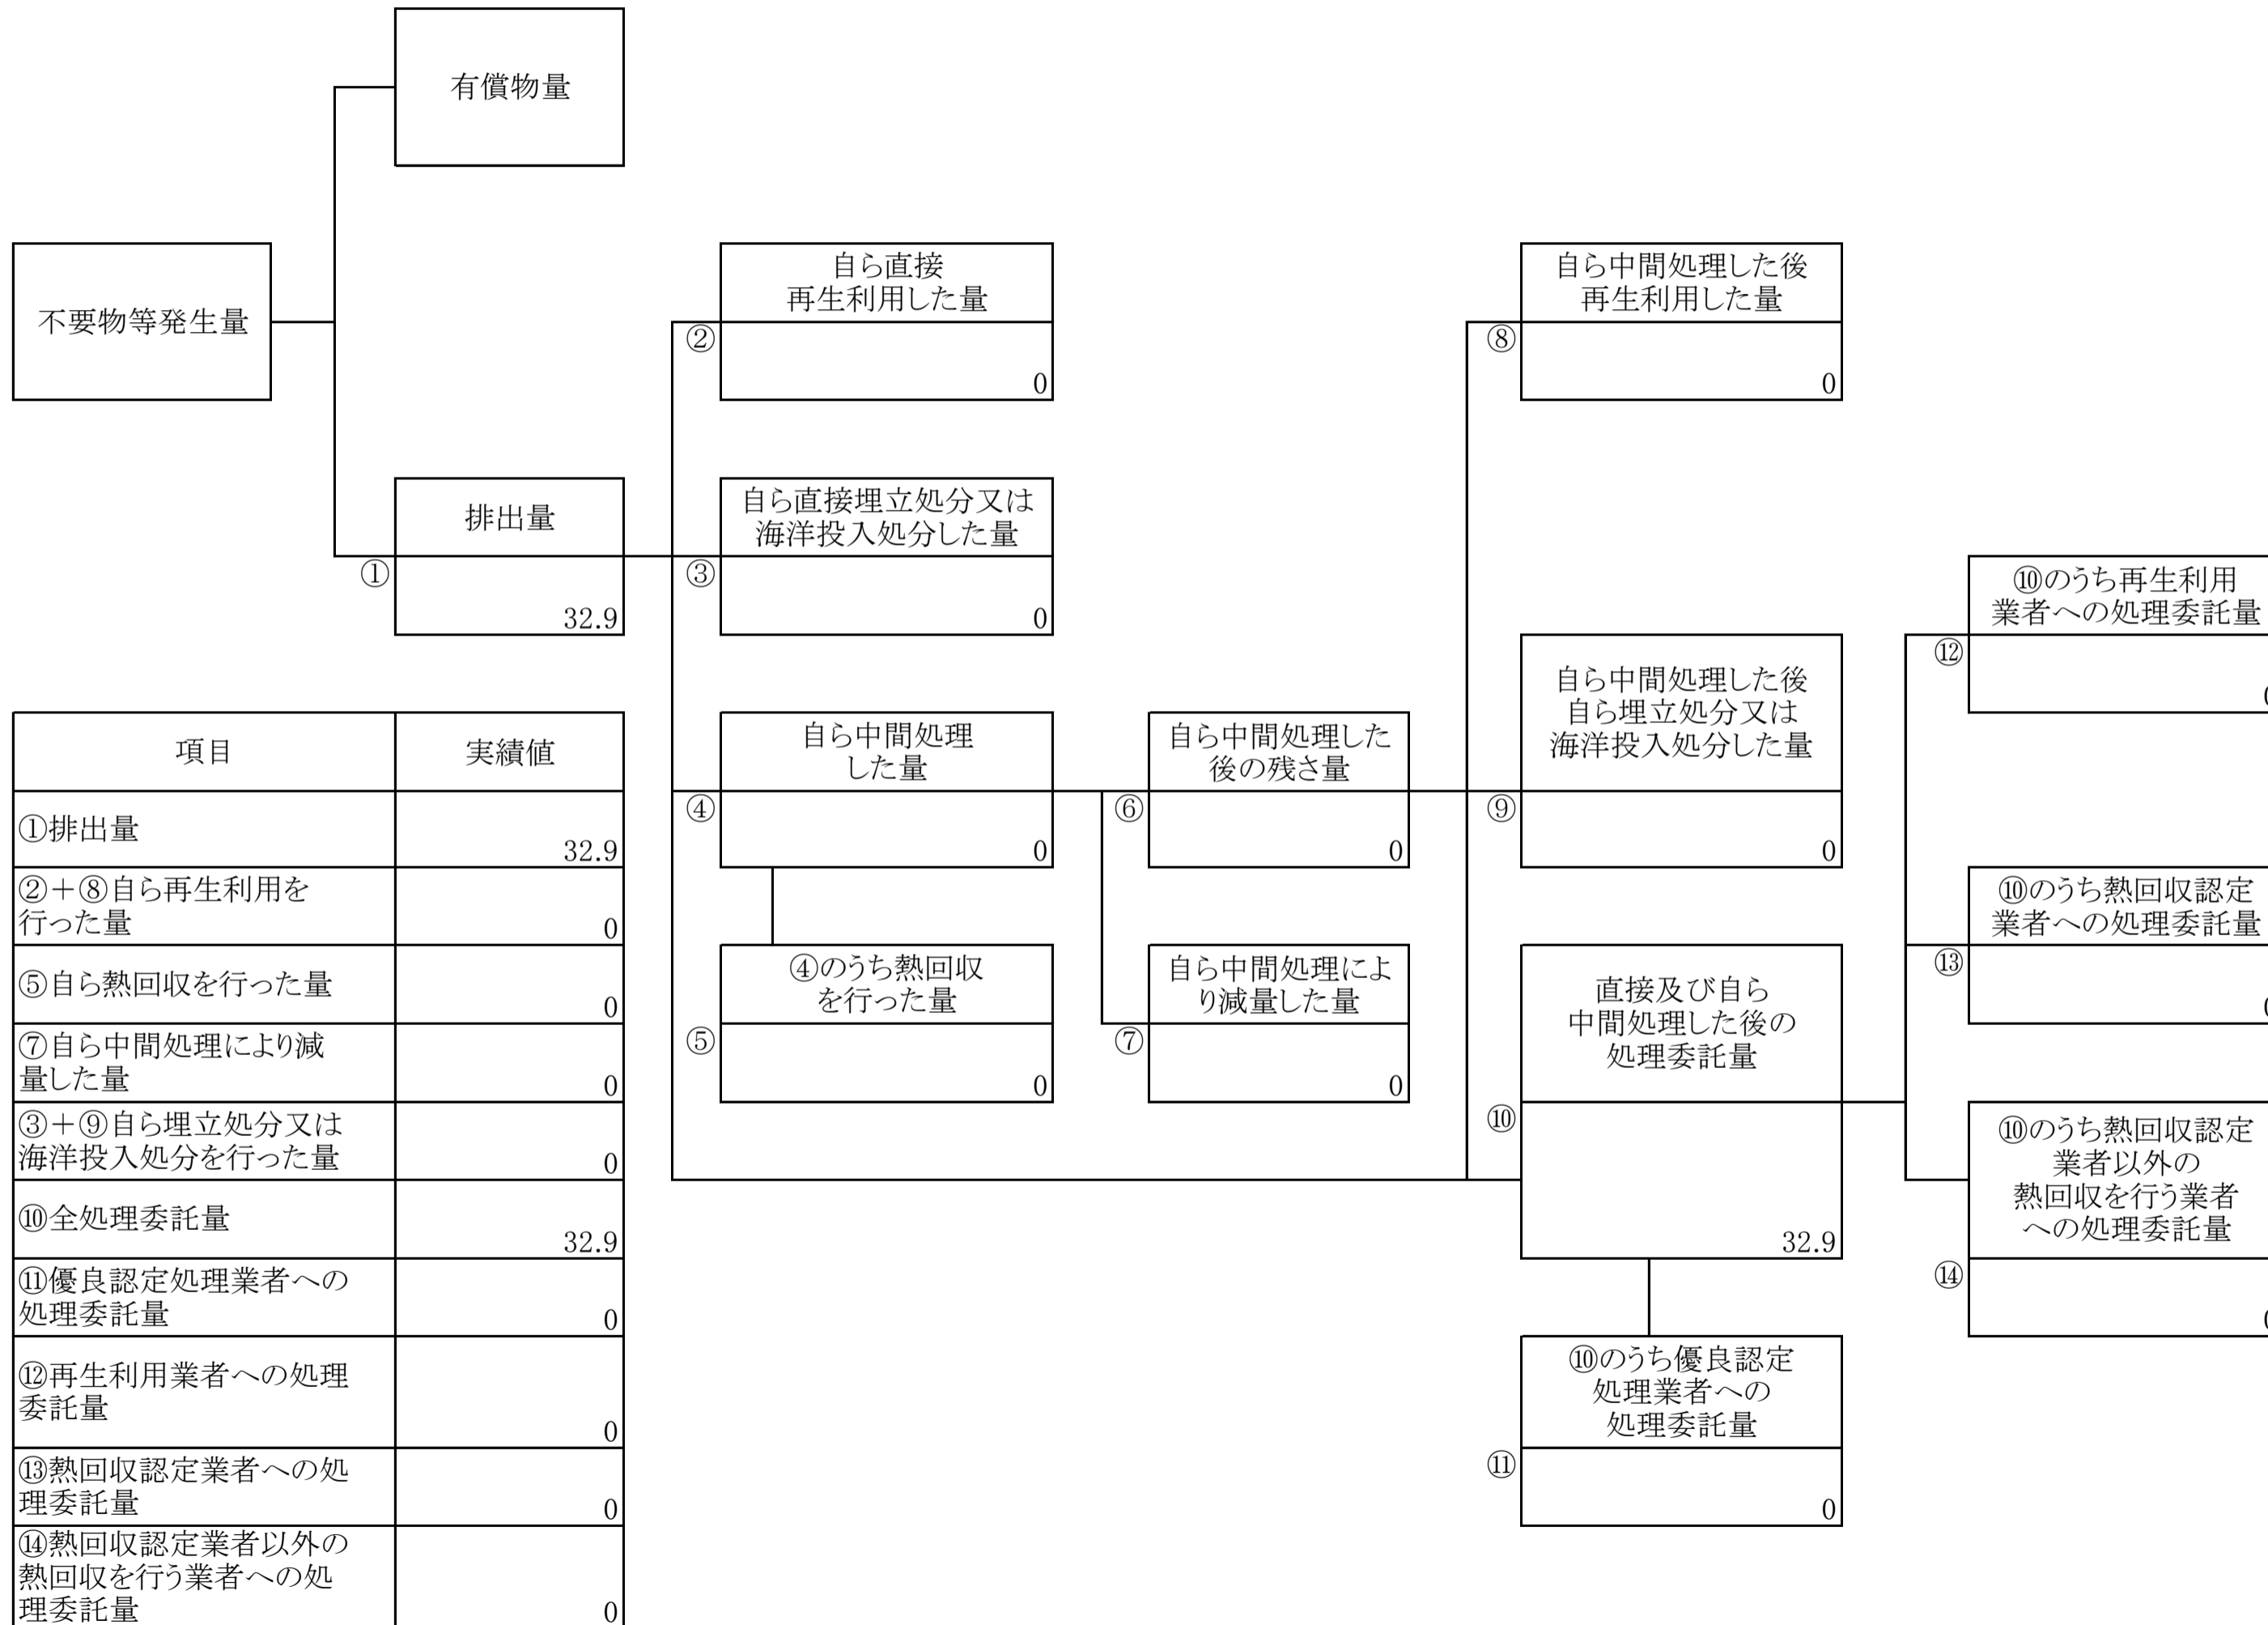 有償物量
不要物等発生量
自ら直接
再生利用した量
②
0
自ら中間処理した後
再生利用した量
⑧
0
排出量
①
32.9
自ら直接埋立処分又は
海洋投入処分した量
③
0
⑩のうち再生利用
業者への処理委託量
⑫
自ら中間処理
した量
④
0
自ら中間処理した
後の残さ量
⑥
0
自ら中間処理した後
自ら埋立処分又は
海洋投入処分した量
⑨
0
⑩のうち熱回収認定
業者への処理委託量
⑬
④のうち熱回収
を行った量
⑤
0
自ら中間処理によ
り減量した量
⑦
0
直接及び自ら
中間処理した後の
処理委託量
⑩
32.9
⑩のうち熱回収認定
業者以外の
熱回収を行う業者
への処理委託量
⑭
⑩のうち優良認定
処理業者への
処理委託量
⑪
0
項目 実績値
①排出量
32.9
②＋⑧自ら再生利用を
行った量
0
⑤自ら熱回収を行った量
0
⑦自ら中間処理により減
量した量
0
③＋⑨自ら埋立処分又は
海洋投入処分を行った量
0
⑩全処理委託量
32.9
⑪優良認定処理業者への
処理委託量
0
⑫再生利用業者への処理
委託量
0
⑬熱回収認定業者への処
理委託量
0
⑭熱回収認定業者以外の
熱回収を行う業者への処
理委託量
0